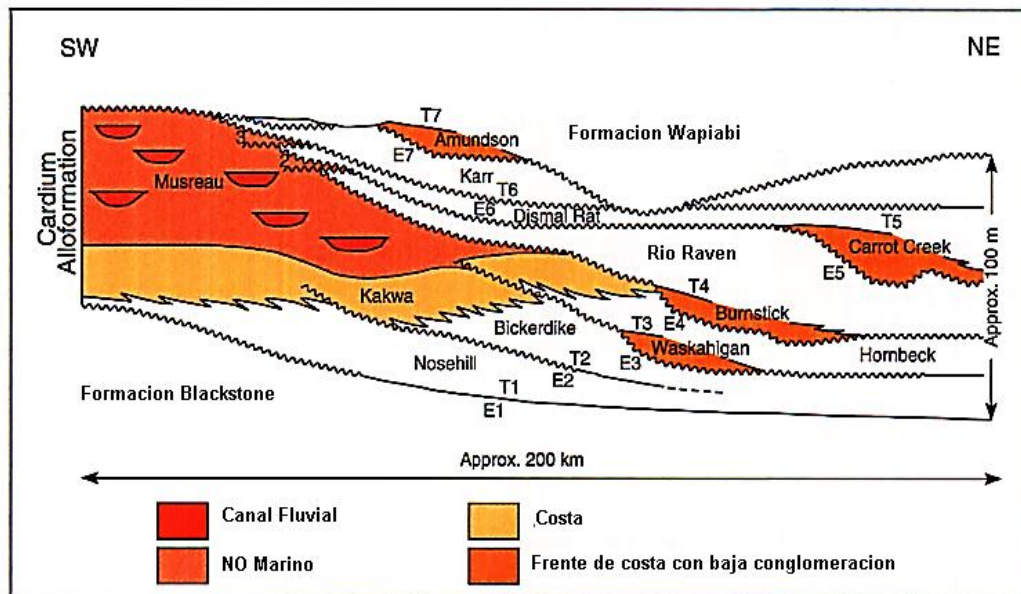 SW
NE
T7
Amundson
E7
Formacion Wapiabi
3
2
Musreau
Karr
T6
E6
Dismal Rat
T5
Carrot Creek
E5
Rio Raven
Cardium
Alloformation
Approx. 100 m
Kakwa
T4
Burnstick
E4
Bickerdike
T3
Waskahigan
E3
Hornbeck
Nosehill
T2
E2
Formacion Blackstone
T1
E1
Approx. 200 km
Canal Fluvial
Costa
NO Marino
Frente de costa con baja conglomeracion